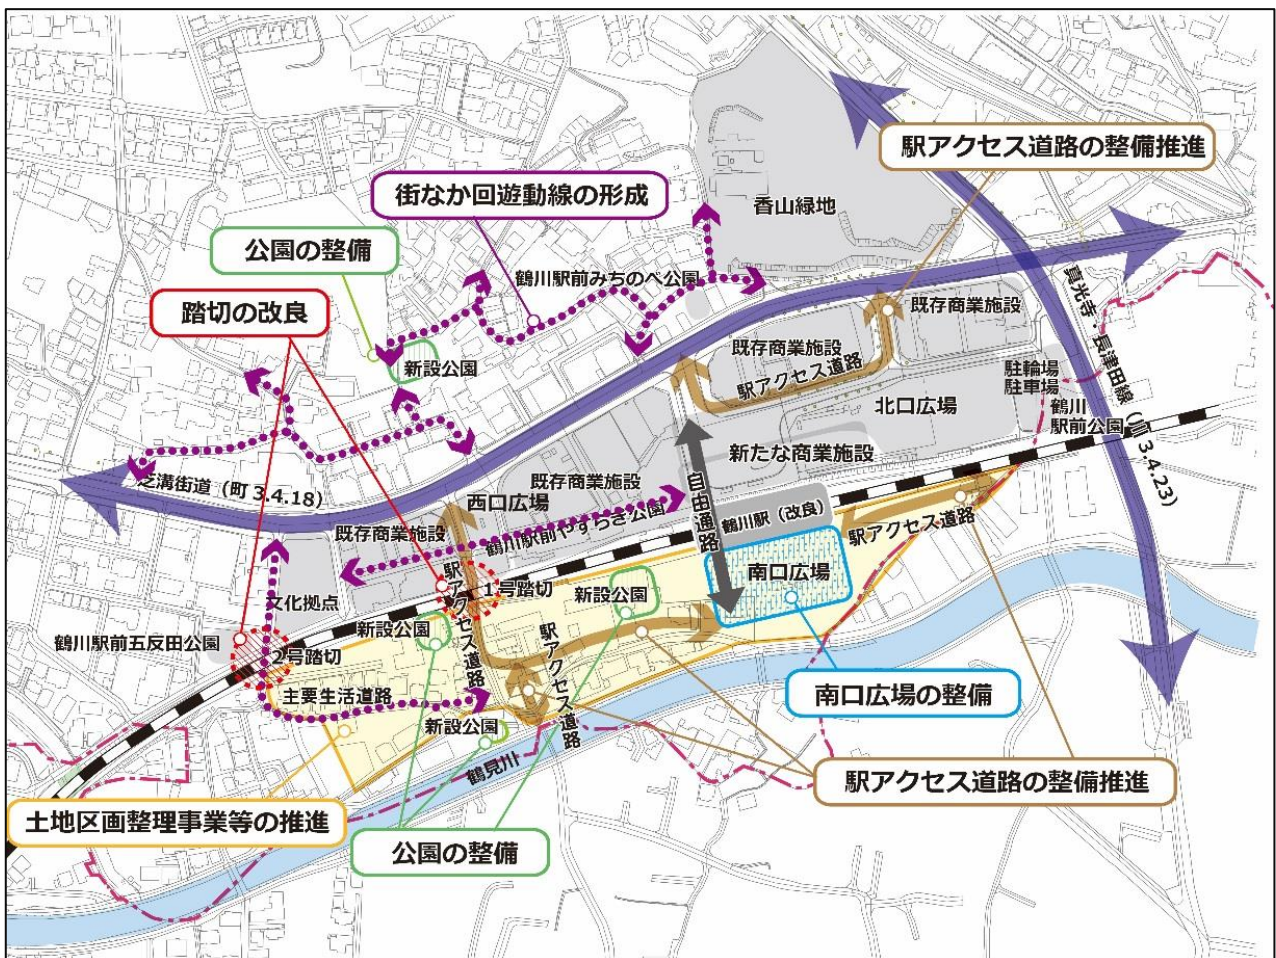 駅アクセス道路の整備推進
街なか回遊動線の形成
香山緑地
公園の整備
鶴川駅前みちのべ公園
踏切の改良
既存商業施設
真光寺・長津田線（町 3.4.23）
既存商業施設
新設公園
駅アクセス道路
駐輪場
駐車場
北口広場
鶴川
駅前公園
新たな商業施設
芝溝街道（町 3.4.18）
既存商業施設
西口広場
自由通路
鶴川駅（改良）
既存商業施設
鶴川駅前やすらぎ公園
駅アクセス道路
南口広場
１号踏切
新設公園
駅アクセス道路
文化拠点
新設公園
鶴川駅前五反田公園
２号踏切
駅アクセス道路
主要生活道路
南口広場の整備
新設公園
鶴見川
駅アクセス道路の整備推進
土地区画整理事業等の推進
公園の整備